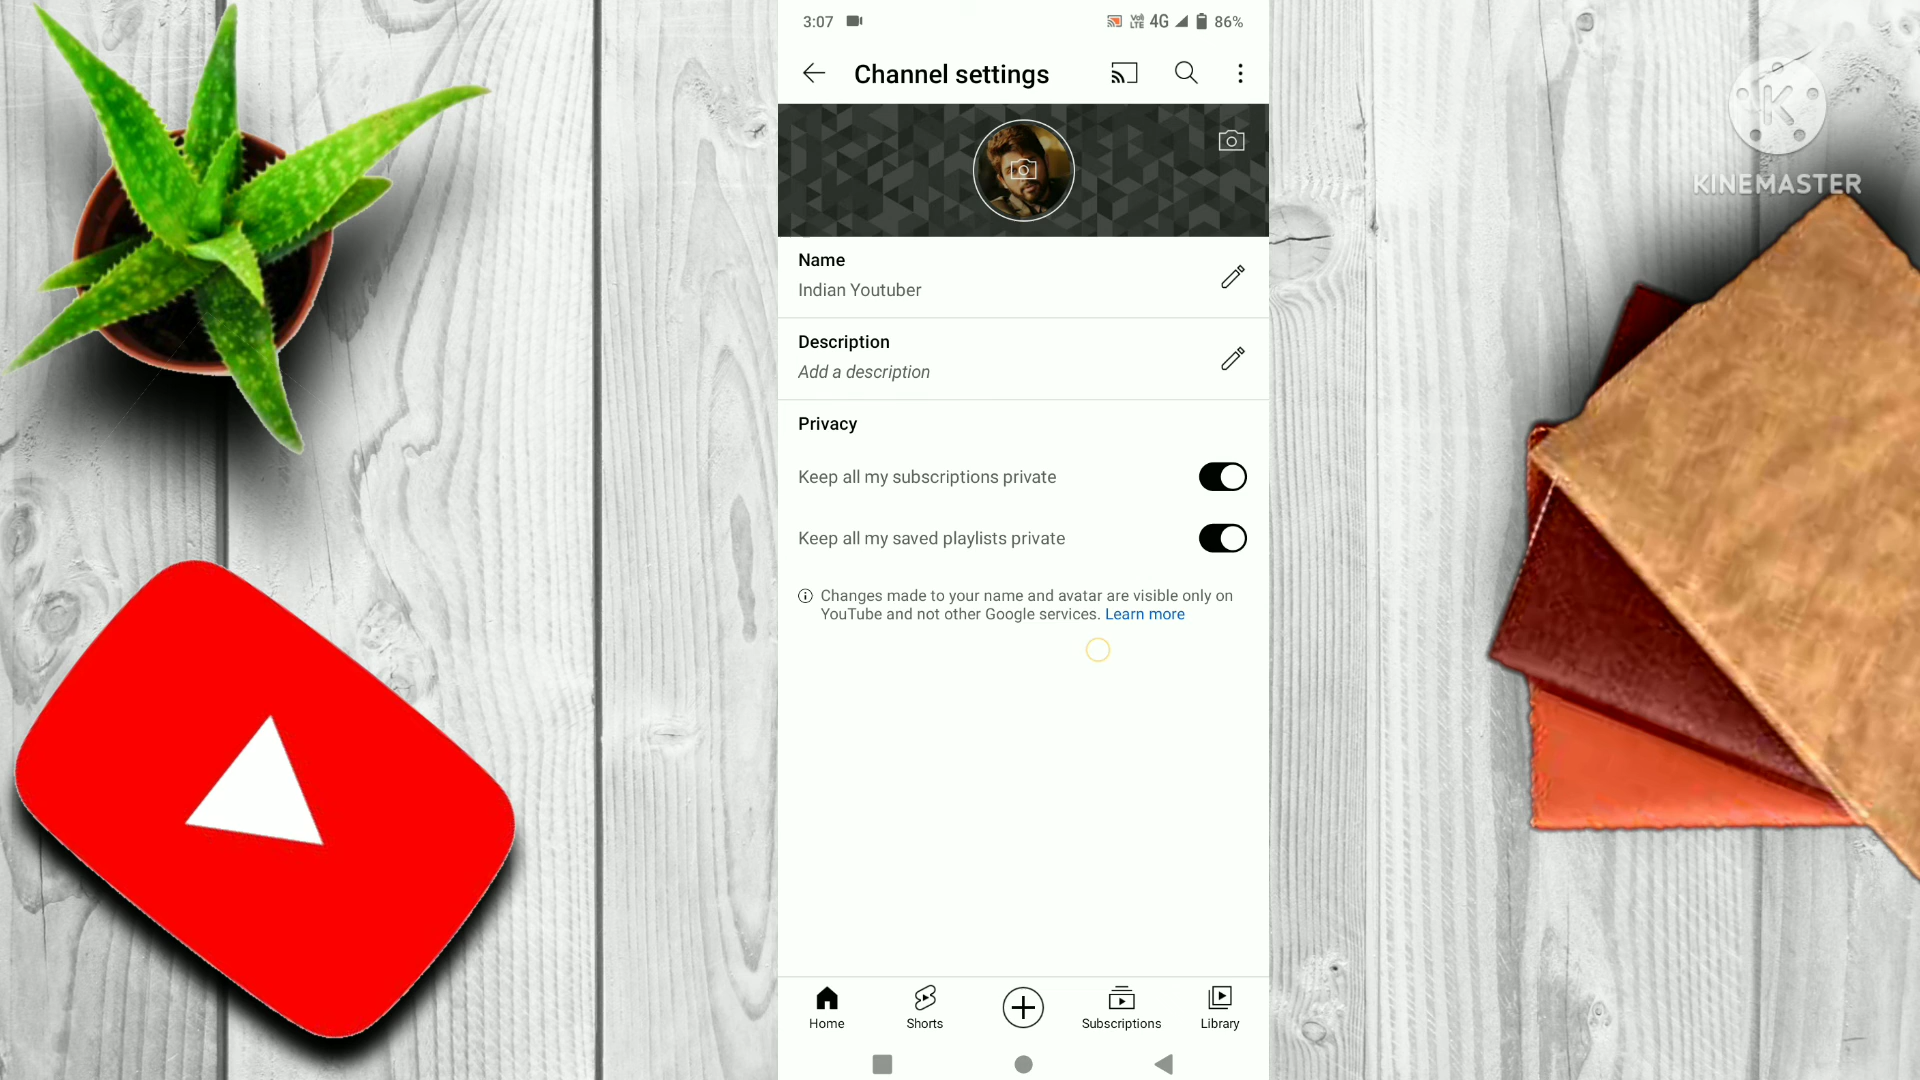 3:07
Vo)) LTE 4G 86%
Channel settings
KINEMASTER
Name
Indian Youtuber
Description
Add a description
Privacy
Keep all my subscriptions private
Keep all my saved playlists private
Changes made to your name and avatar are visible only on
YouTube and not other Google services. Learn more
Home Shorts Subscriptions Library